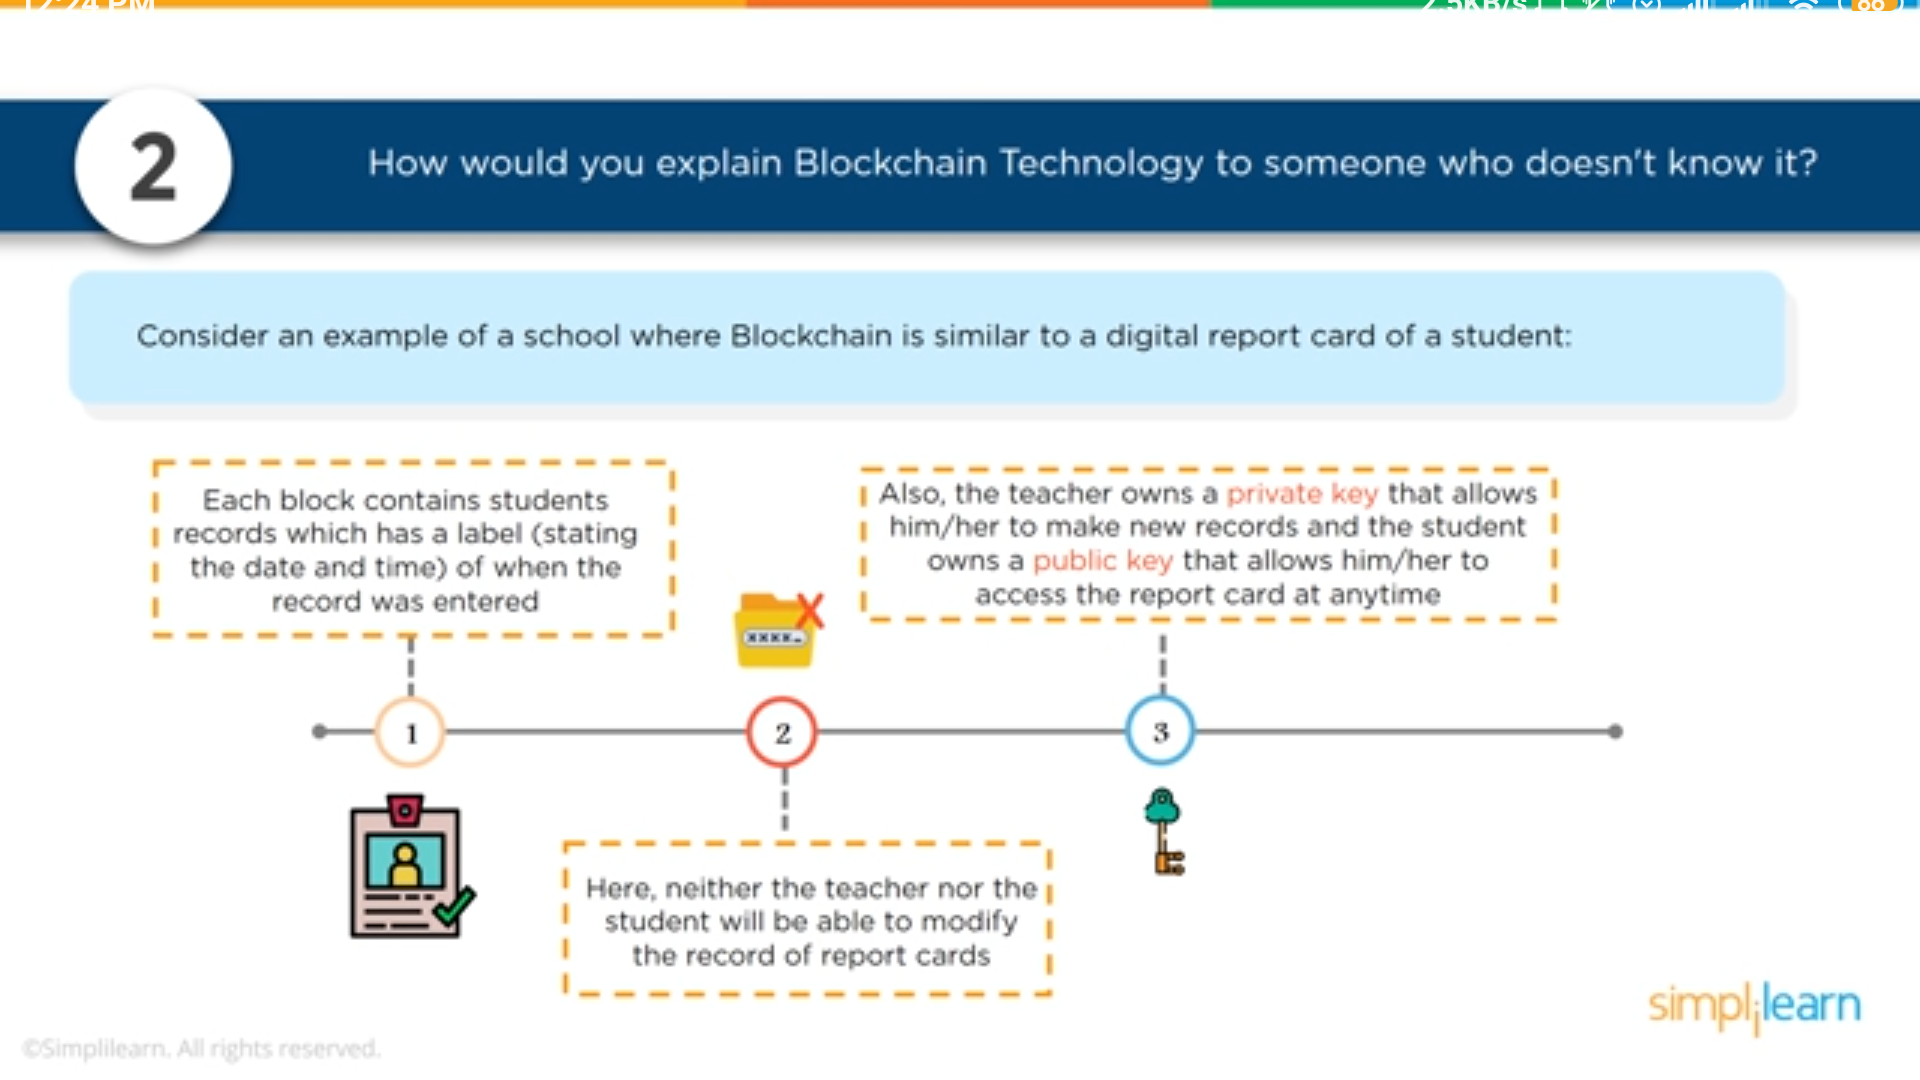 2
How would you explain Blockchain Technology to someone who doesn't know it?
Consider an example of a school where Blockchain is similar to a digital report card of a student:
Each block contains students
records which has a label (stating
the date and time) of when the
record was entered
Also, the teacher owns a private key that allows
him/her to make new records and the student
owns a public key that allows him/her to
access the report card at anytime
xxxx_
1
2
3
Here, neither the teacher nor the
student will be able to modify
the record of report cards
simplilearn
©Simplilearn. All rights reserved.